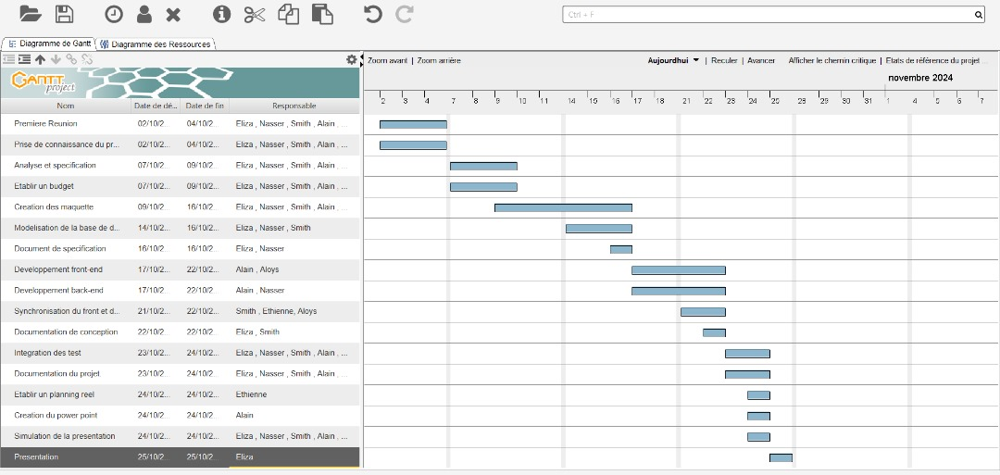 Ctrl + F
Diagramme de Gantt Diagramme des Ressources
Zoom avant | Zoom arrière Aujourdhui | Reculer | Avancer Afficher le chemin critique | Etats de référence du projet ...
GANTT project
novembre 2024
2 3 4 7 8 9 10 11 14 15 16 17 18 21 22 23 24 25 28 29 30 31 1 4 5 6 7
Nom Date de dé... Date de fin Responsable
Premiere Reunion 02/10/2... 04/10/2... Eliza , Nasser , Smith , Alain , ...
Prise de connaissance du pr... 02/10/2... 04/10/2... Eliza , Nasser , Smith , Alain , ...
Analyse et specification 07/10/2... 09/10/2... Eliza , Nasser , Smith , Alain , ...
Etablir un budget 07/10/2... 09/10/2... Eliza , Nasser , Smith , Alain , ...
Creation des maquette 09/10/2... 16/10/2... Eliza , Nasser , Smith , Alain , ...
Modelisation de la base de d... 14/10/2... 16/10/2... Eliza , Nasser , Smith
Document de specification 16/10/2... 16/10/2... Eliza , Nasser
Developpement front-end 17/10/2... 22/10/2... Alain , Aloys
Developpement back-end 17/10/2... 22/10/2... Alain , Nasser
Synchronisation du front et d... 21/10/2... 22/10/2... Smith , Ethienne, Aloys
Documentation de conception 22/10/2... 22/10/2... Eliza , Smith
Integration des test 23/10/2... 24/10/2... Eliza , Nasser , Smith , Alain , ...
Documentation du projet 23/10/2... 24/10/2... Eliza , Nasser , Smith , Alain , ...
Etablir un planning reel 24/10/2... 24/10/2... Ethienne
Creation du power point 24/10/2... 24/10/2... Alain
Simulation de la presentation 24/10/2... 24/10/2... Eliza , Nasser , Smith , Alain , ...
Presentation 25/10/2... 25/10/2... Eliza